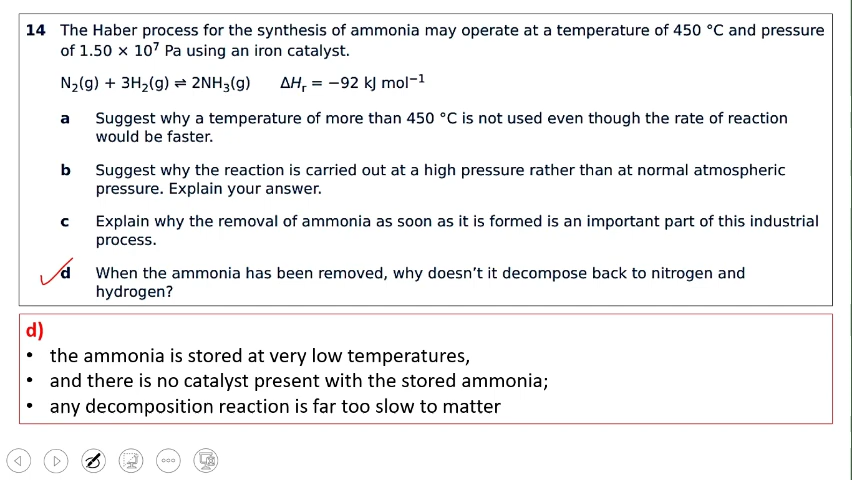 14 The Haber process for the synthesis of ammonia may operate at a temperature of 450 °C and pressure
of 1.50 × 10⁷ Pa using an iron catalyst.
N₂(g) + 3H₂(g) ⇌ 2NH₃(g) ΔHᵣ = −92 kJ mol⁻¹
a Suggest why a temperature of more than 450 °C is not used even though the rate of reaction
would be faster.
b Suggest why the reaction is carried out at a high pressure rather than at normal atmospheric
pressure. Explain your answer.
c Explain why the removal of ammonia as soon as it is formed is an important part of this industrial
process.
d When the ammonia has been removed, why doesn’t it decompose back to nitrogen and
hydrogen?
d)
• the ammonia is stored at very low temperatures,
• and there is no catalyst present with the stored ammonia;
• any decomposition reaction is far too slow to matter